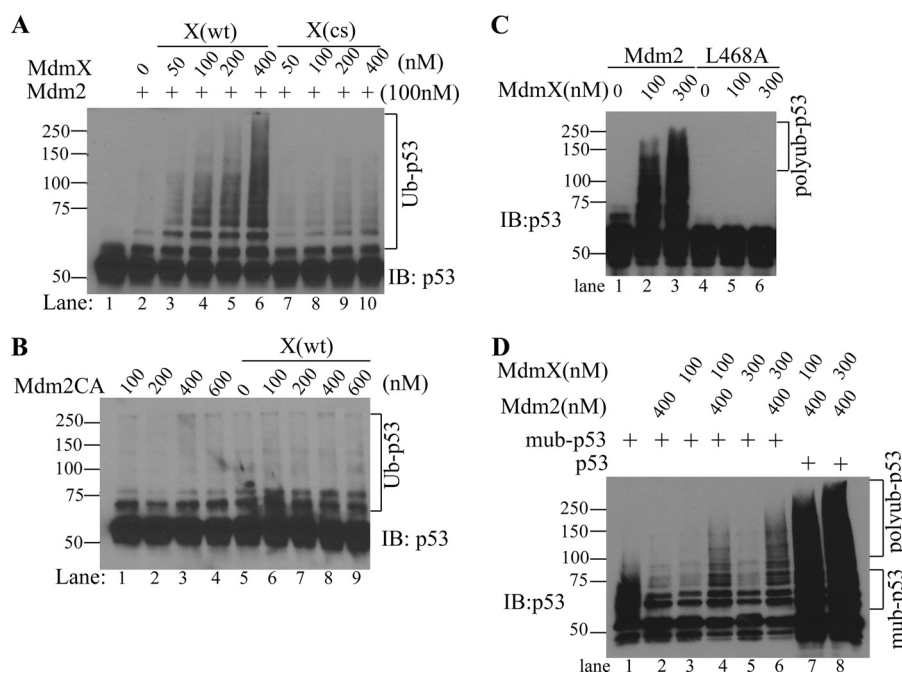 A
X(wt) X(cs)
MdmX 0 50 100 200 400 50 100 200 400 (nM)
Mdm2 + + + + + + + + + (100nM)
250
150
100
75
50
Ub-p53
IB: p53
Lane: 1 2 3 4 5 6 7 8 9 10
B
X(wt)
Mdm2CA 100 200 400 600 0 100 200 400 600 (nM)
250
150
100
75
50
Ub-p53
IB: p53
Lane: 1 2 3 4 5 6 7 8 9
C
Mdm2 L468A
MdmX(nM) 0 100 300 0 100 300
250
150
100
75
50
polyub-p53
IB:p53
lane 1 2 3 4 5 6
D
MdmX(nM) 100 100 300 300 100 300
Mdm2(nM) 400 400 400 400 400
mub-p53 + + + + + +
p53 + +
250
150
100
75
50
polyub-p53
mub-p53
IB:p53
lane 1 2 3 4 5 6 7 8